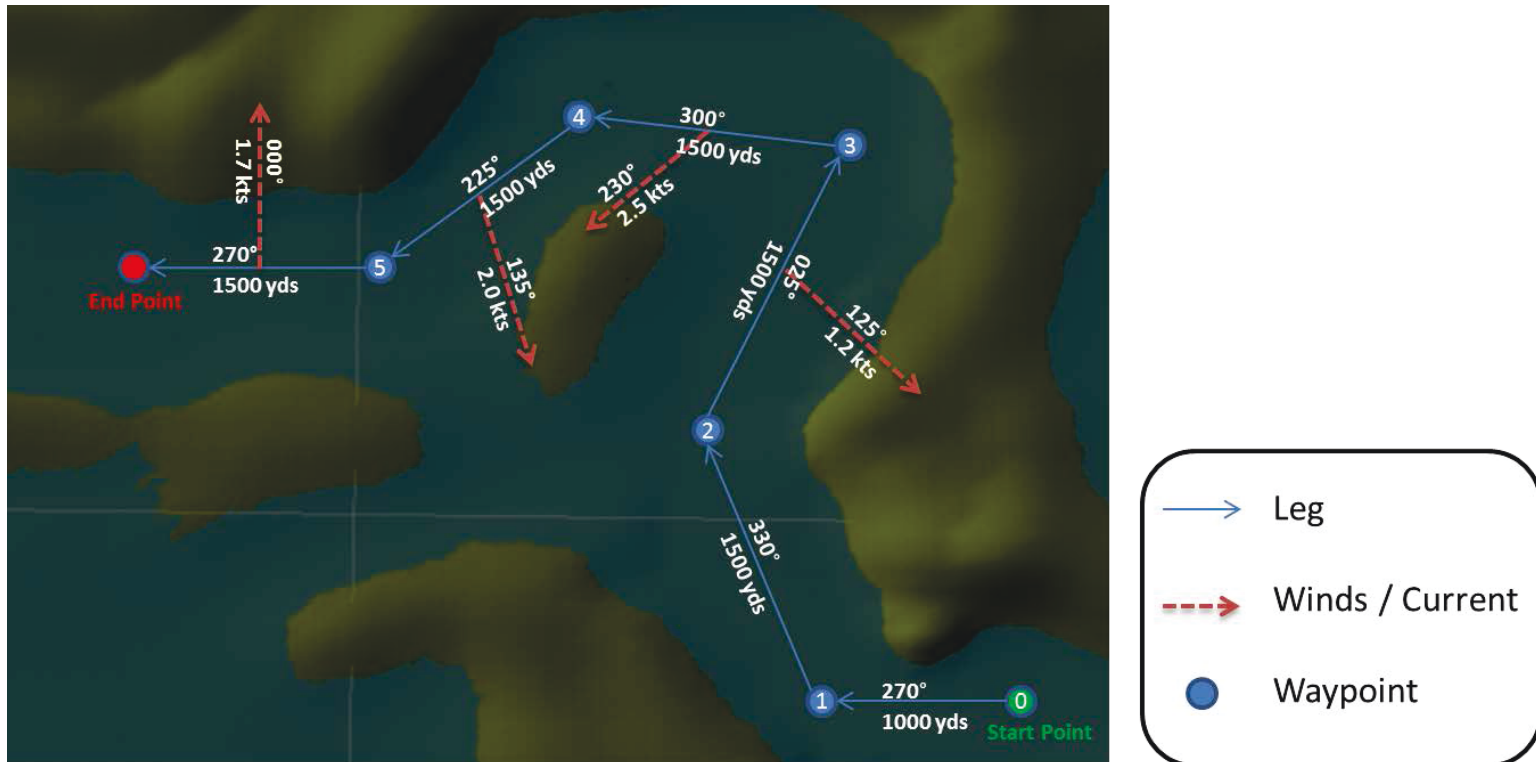 4
300°
3
1500 yds
000°
1.7 kts
225°
1500 yds
230°
2.5 kts
270°
5
1500 yds
End Point
135°
2.0 kts
025°
1500 yds
125°
1.2 kts
2
330°
1500 yds
Leg
Winds / Current
Waypoint
1
270°
0
1000 yds
Start Point